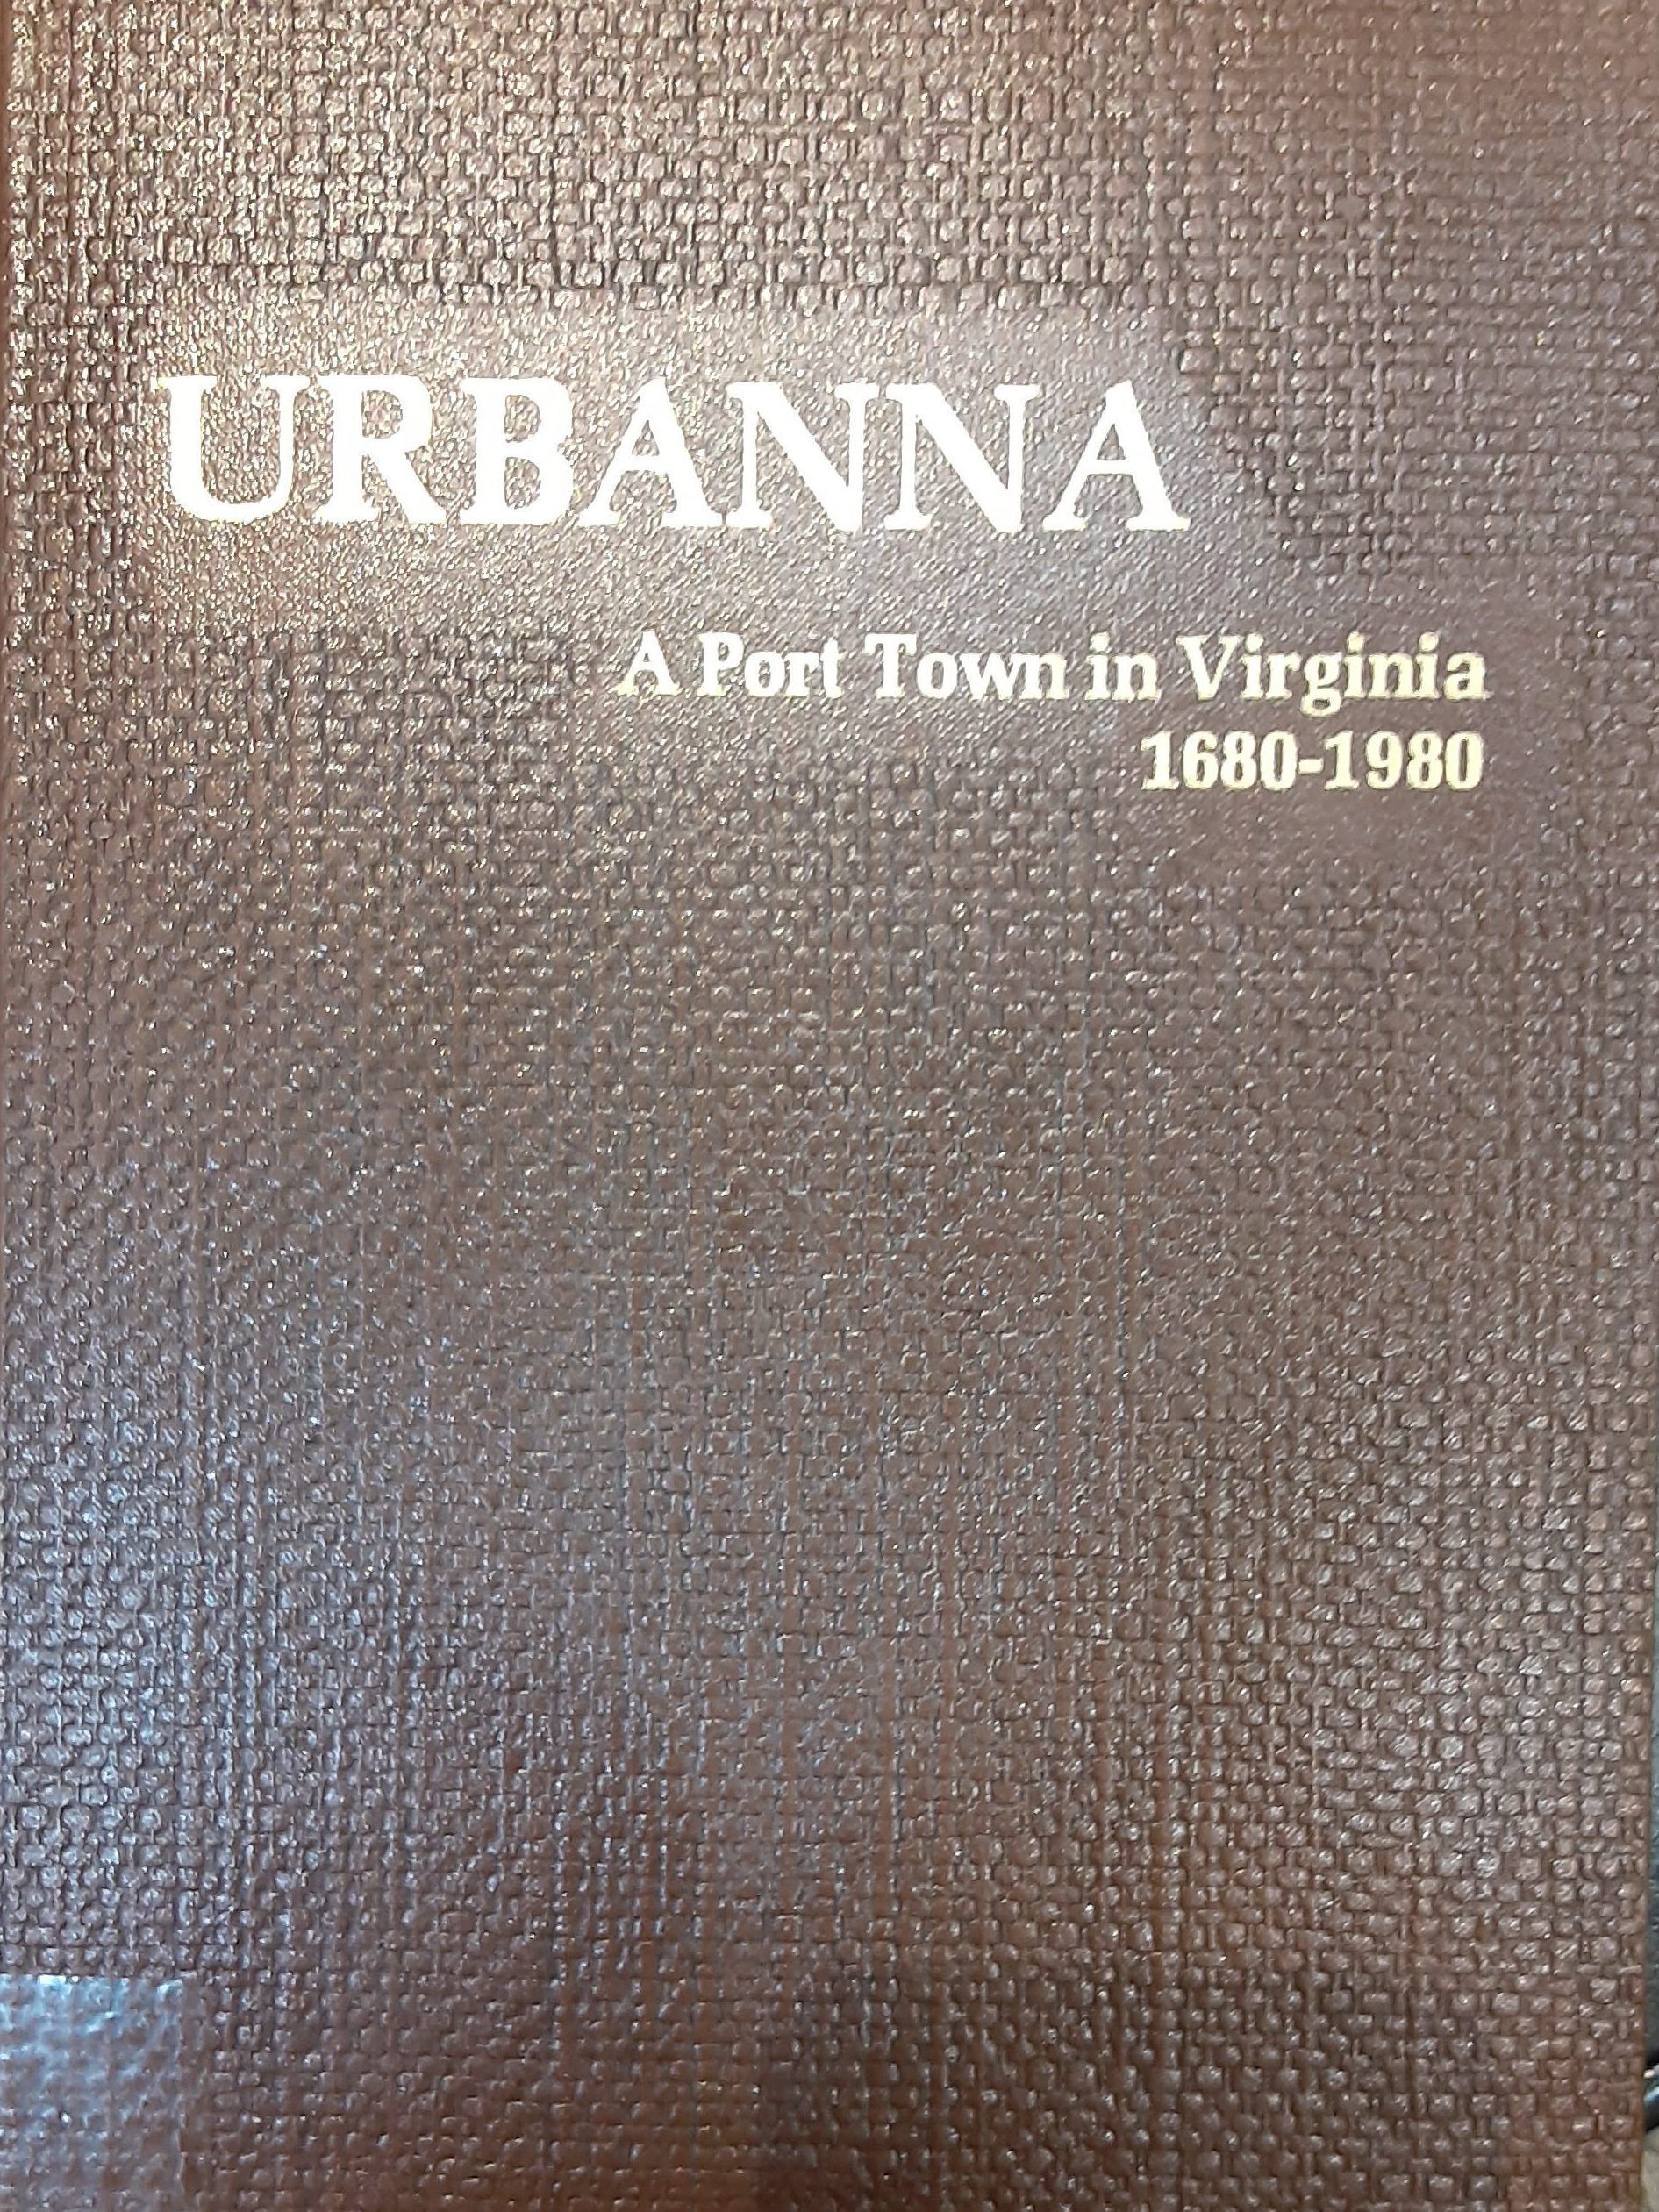 URBANNA
A Port Town in Virginia
1680-1980